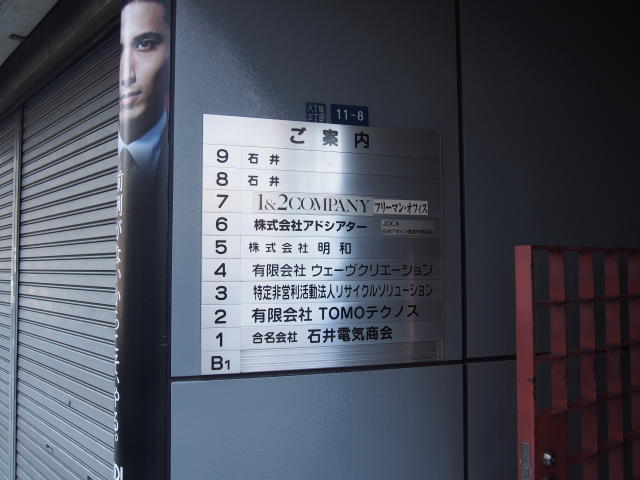 八丁堀
11-8
ご案内
9 石井
8 石井
7 1&2COMPANY フリーマン・オフィス
6 株式会社アドシアター JDCA
5 株式会社 明和
4 有限会社 ウェーヴクリエーション
3 特定非営利活動法人リサイクルソリューション
2 有限会社 TOMOテクノス
1 合名会社 石井電気商会
B1